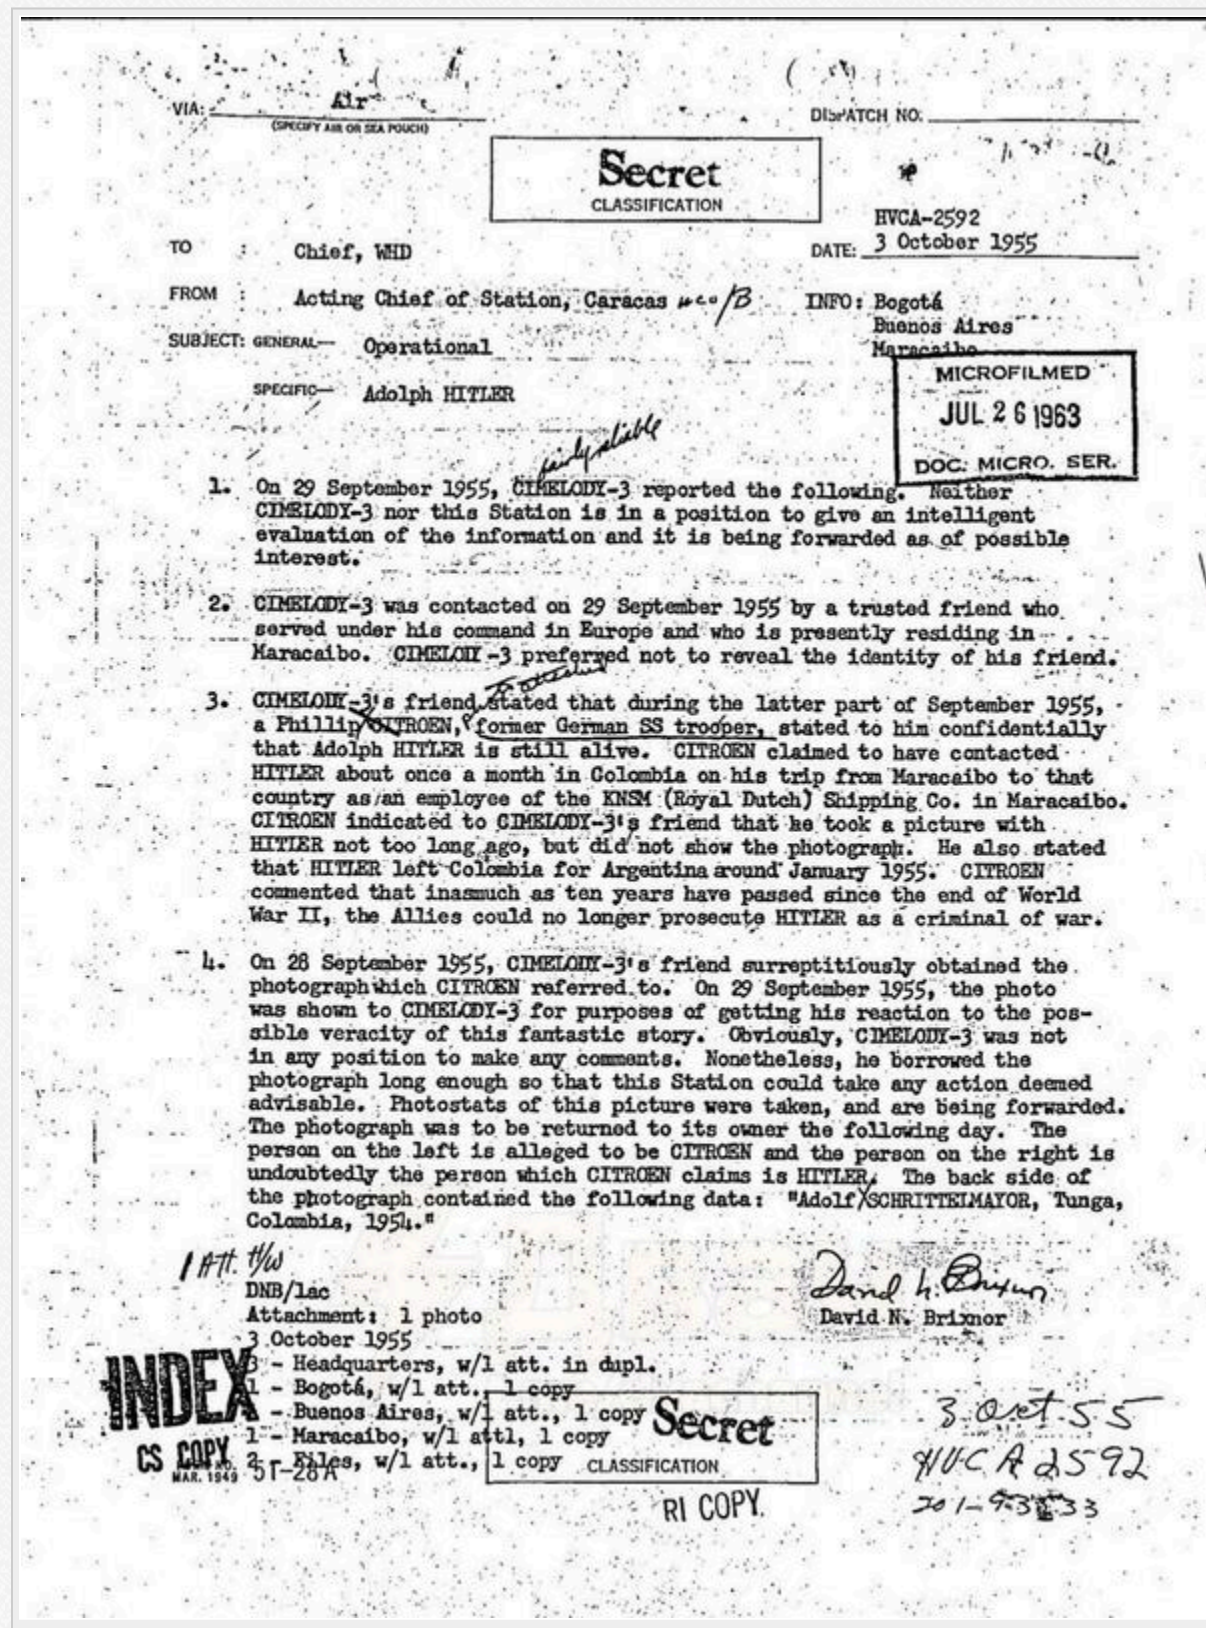 VIA: Air
(SPECIFY AIR OR SEA POUCH)
DISPATCH NO.
Secret
CLASSIFICATION
HVCA-2592
TO : Chief, WHD
DATE: 3 October 1955
FROM : Acting Chief of Station, Caracas
INFO: Bogotá
Buenos Aires
Maracaibo
SUBJECT: GENERAL— Operational
SPECIFIC— Adolph HITLER
MICROFILMED
JUL 26 1963
DOC. MICRO. SER.
fairly reliable
1. On 29 September 1955, CIMELODY-3 reported the following. Neither
CIMELODY-3 nor this Station is in a position to give an intelligent
evaluation of the information and it is being forwarded as of possible
interest.
2. CIMELODY-3 was contacted on 29 September 1955 by a trusted friend who
served under his command in Europe and who is presently residing in
Maracaibo. CIMELODY-3 preferred not to reveal the identity of his friend.
3. CIMELODY-3's friend stated that during the latter part of September 1955,
a Phillip CITROEN, former German SS trooper, stated to him confidentially
that Adolph HITLER is still alive. CITROEN claimed to have contacted
HITLER about once a month in Colombia on his trip from Maracaibo to that
country as an employee of the KNSM (Royal Dutch) Shipping Co. in Maracaibo.
CITROEN indicated to CIMELODY-3's friend that he took a picture with
HITLER not too long ago, but did not show the photograph. He also stated
that HITLER left Colombia for Argentina around January 1955. CITROEN
commented that inasmuch as ten years have passed since the end of World
War II, the Allies could no longer prosecute HITLER as a criminal of war.
4. On 28 September 1955, CIMELODY-3's friend surreptitiously obtained the
photograph which CITROEN referred to. On 29 September 1955, the photo
was shown to CIMELODY-3 for purposes of getting his reaction to the pos-
sible veracity of this fantastic story. Obviously, CIMELODY-3 was not
in any position to make any comments. Nonetheless, he borrowed the
photograph long enough so that this Station could take any action deemed
advisable. Photostats of this picture were taken, and are being forwarded.
The photograph was to be returned to its owner the following day. The
person on the left is alleged to be CITROEN and the person on the right is
undoubtedly the person which CITROEN claims is HITLER. The back side of
the photograph contained the following data: "Adolf SCHRITTELMAYOR, Tunga,
Colombia, 1954."
1 Att. H/W
DNB/lac
Attachment: 1 photo
David N. Brixnor
David N. Brixnor
3 October 1955
3 - Headquarters, w/1 att. in dupl.
1 - Bogotá, w/1 att., 1 copy
1 - Buenos Aires, w/1 att., 1 copy
1 - Maracaibo, w/1 attl, 1 copy
2 - Files, w/1 att., 1 copy
INDEX
CS COPY
MAR. 1949 51-28A
Secret
CLASSIFICATION
RI COPY
3 Oct 55
HVCA 2592